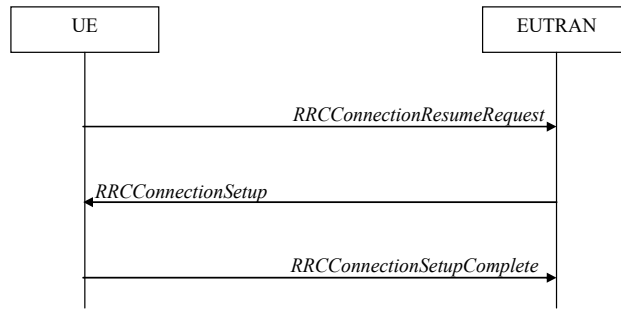 UE
EUTRAN
RRCConnectionResumeRequest
RRCConnectionSetup
RRCConnectionSetupComplete